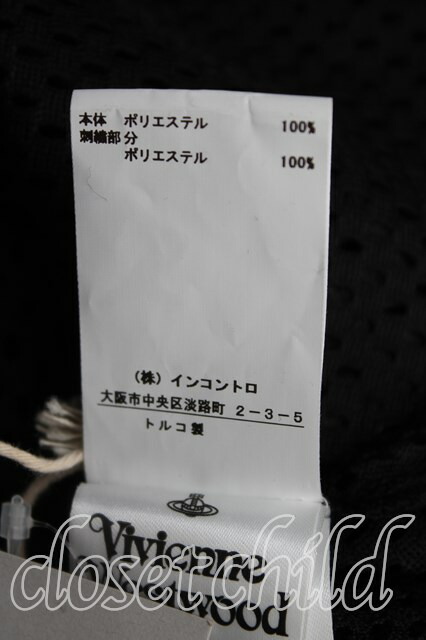 本体 ポリエステル 100%
刺繍部分
ポリエステル 100%
(株)インコントロ
大阪市中央区淡路町 2-3-5
トルコ製
Vivienne
Westwood
closetchild